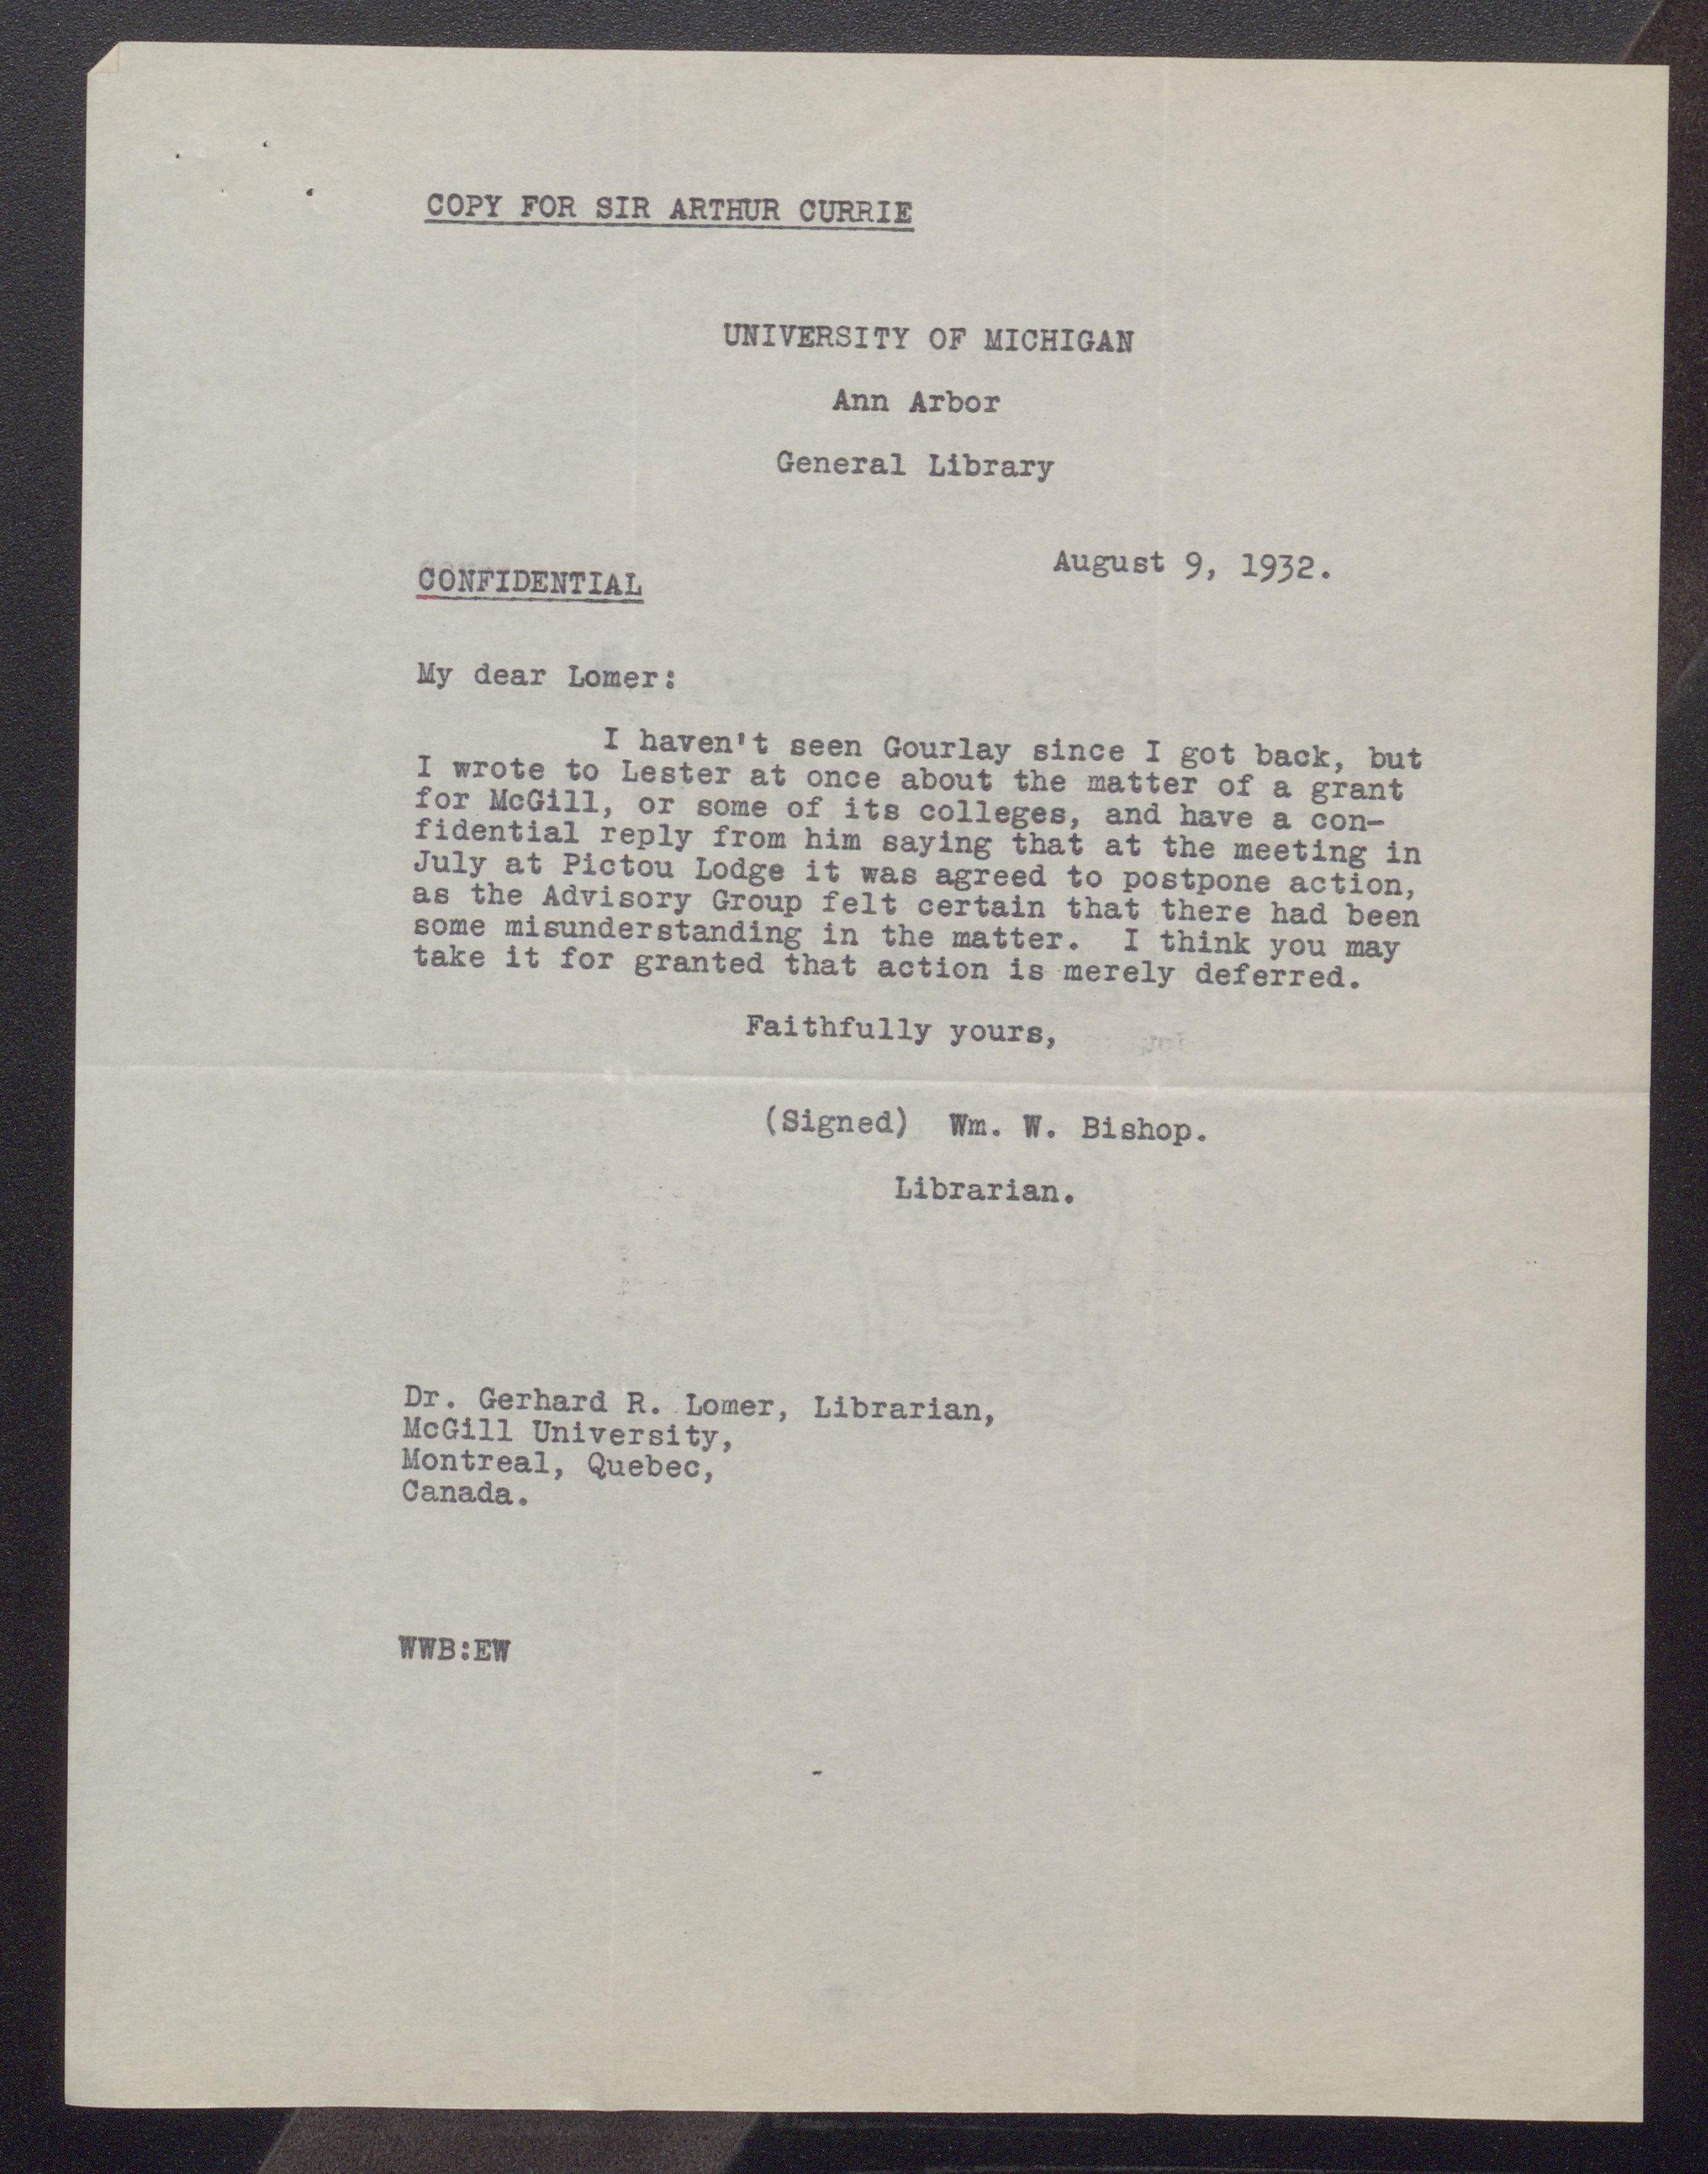 COPY FOR SIR ARTHUR CURRIE
UNIVERSITY OF MICHIGAN
Ann Arbor
General Library
August 9, 1932.
CONFIDENTIAL
My dear Lomer:
I haven't seen Gourlay since I got back, but
I wrote to Lester at once about the matter of a grant
for McGill, or some of its colleges, and have a con-
fidential reply from him saying that at the meeting in
July at Pictou Lodge it was agreed to postpone action,
as the Advisory Group felt certain that there had been
some misunderstanding in the matter. I think you may
take it for granted that action is merely deferred.
Faithfully yours,
(Signed) Wm. W. Bishop.
Librarian.
Dr. Gerhard R. Lomer, Librarian,
McGill University,
Montreal, Quebec,
Canada.
WWB:EW